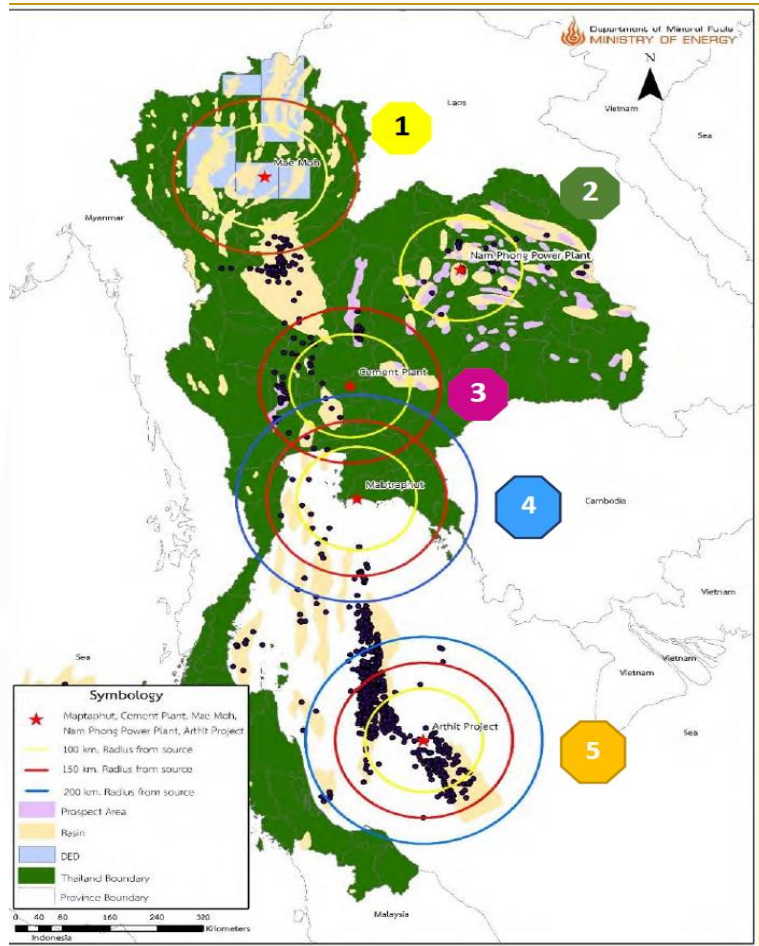 Department of Mineral Fuels
MINISTRY OF ENERGY
N
Laos
Vietnam
Sea
1
2
Mae Moh
Myanmar
Nam Phong Power Plant
Cement Plant
3
Mabtraphut
4
Cambodia
Vietnam
Sea
Vietnam
Vietnam
Sea
Arthit Project
5
Symbology
Maptaphut, Cement Plant, Mae Moh,
Nam Phong Power Plant, Arthit Project
100 km. Radius from source
150 km. Radius from source
200 km. Radius from source
Prospect Area
Basin
DED
Thailand Boundary
Province Boundary
Malaysia
0 40 80 160 240 320
Kilometers
Indonesia